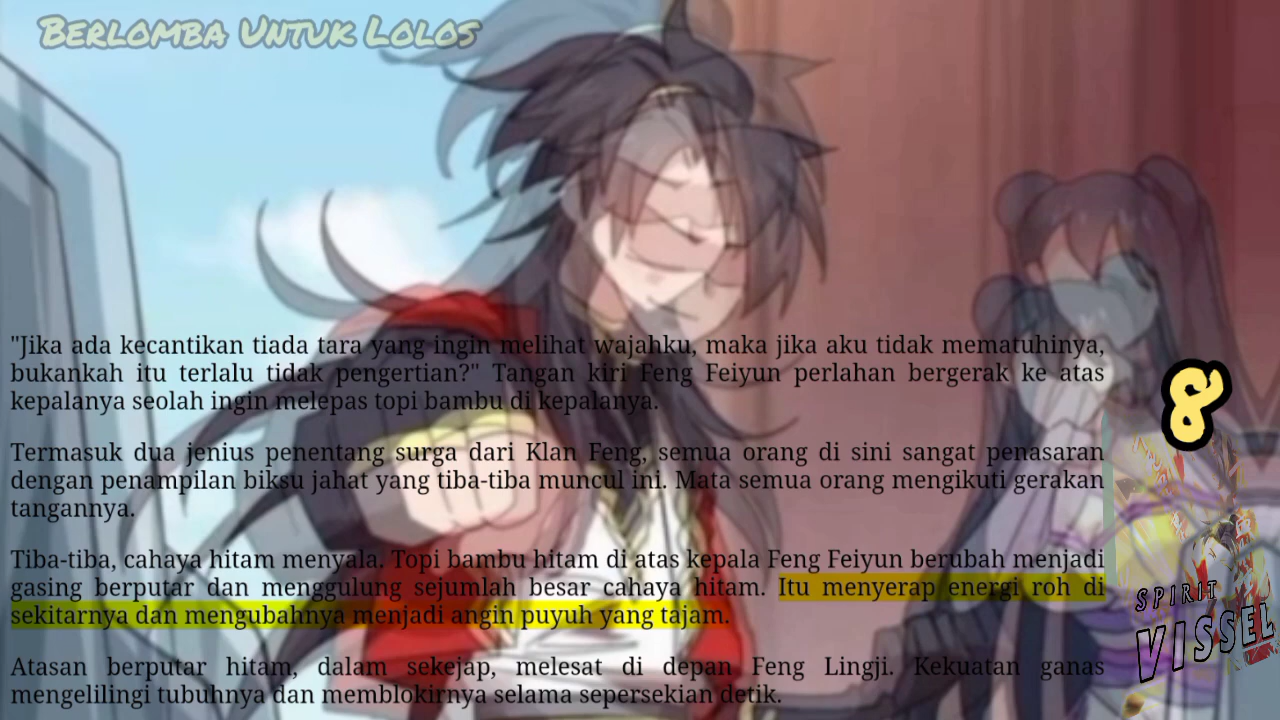 Berlomba Untuk Lolos
"Jika ada kecantikan tiada tara yang ingin melihat wajahku, maka jika aku tidak mematuhinya,
bukankah itu terlalu tidak pengertian?" Tangan kiri Feng Feiyun perlahan bergerak ke atas
kepalanya seolah ingin melepas topi bambu di kepalanya.
Termasuk dua jenius penentang surga dari Klan Feng, semua orang di sini sangat penasaran
dengan penampilan biksu jahat yang tiba-tiba muncul ini. Mata semua orang mengikuti gerakan
tangannya.
Tiba-tiba, cahaya hitam menyala. Topi bambu hitam di atas kepala Feng Feiyun berubah menjadi
gasing berputar dan menggulung sejumlah besar cahaya hitam. Itu menyerap energi roh di
sekitarnya dan mengubahnya menjadi angin puyuh yang tajam.
Atasan berputar hitam, dalam sekejap, melesat di depan Feng Lingji. Kekuatan ganas
mengelilingi tubuhnya dan memblokirnya selama sepersekian detik.
8
SPIRIT
VISSEL